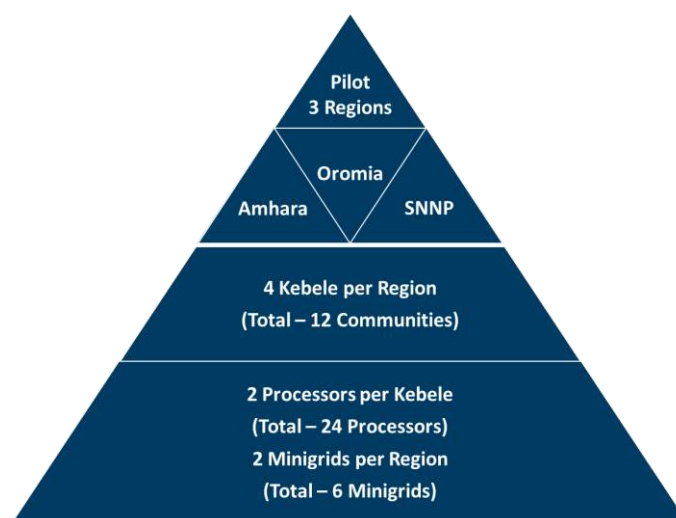 Pilot
3 Regions
Oromia
Amhara
SNNP
4 Kebele per Region
(Total – 12 Communities)
2 Processors per Kebele
(Total – 24 Processors)
2 Minigrids per Region
(Total – 6 Minigrids)